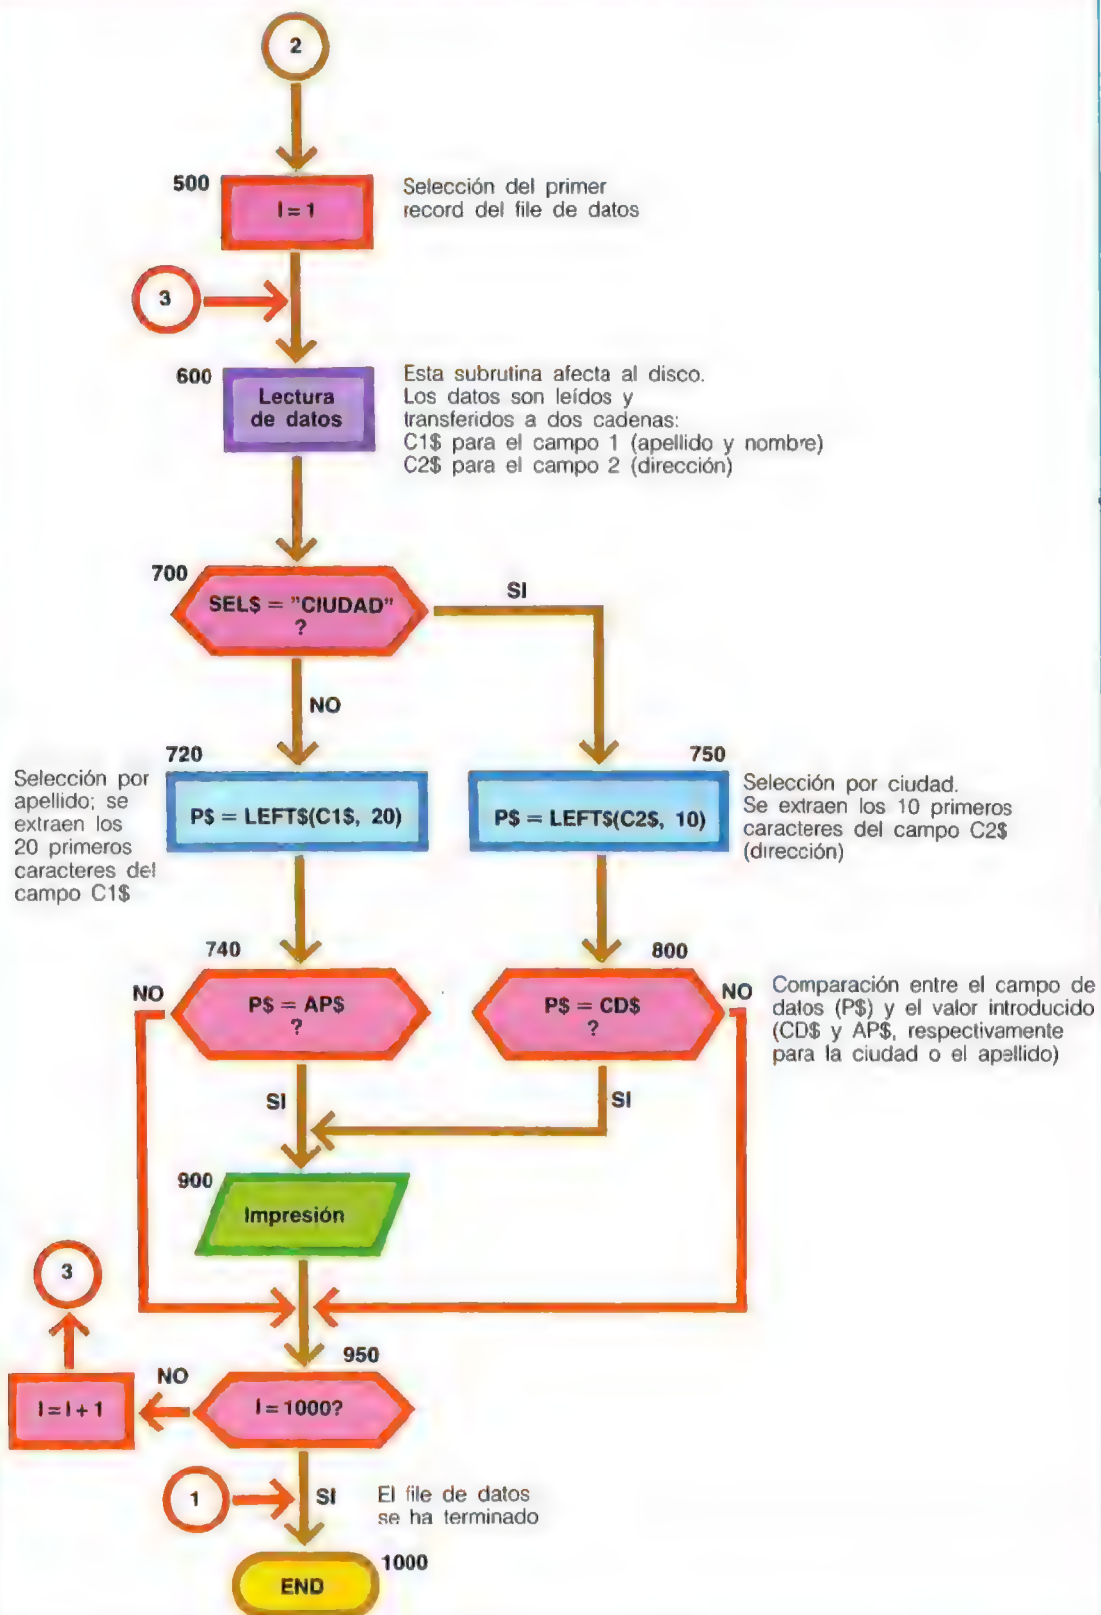 2
500
I = 1
Selección del primer
record del file de datos
3
600
Lectura
de datos
Esta subrutina afecta al disco.
Los datos son leídos y
transferidos a dos cadenas:
C1$ para el campo 1 (apellido y nombre)
C2$ para el campo 2 (dirección)
700
SEL$ = "CIUDAD"
?
SI
NO
720
Selección por
apellido; se
extraen los
20 primeros
caracteres del
campo C1$
P$ = LEFT$(C1$, 20)
750
P$ = LEFT$(C2$, 10)
Selección por ciudad.
Se extraen los 10 primeros
caracteres del campo C2$
(dirección)
740
NO
P$ = AP$
?
800
P$ = CD$
?
NO
Comparación entre el campo de
datos (P$) y el valor introducido
(CD$ y AP$, respectivamente
para la ciudad o el apellido)
SI
SI
900
Impresión
3
950
NO
I = I + 1
I = 1000?
1
SI
El file de datos
se ha terminado
1000
END